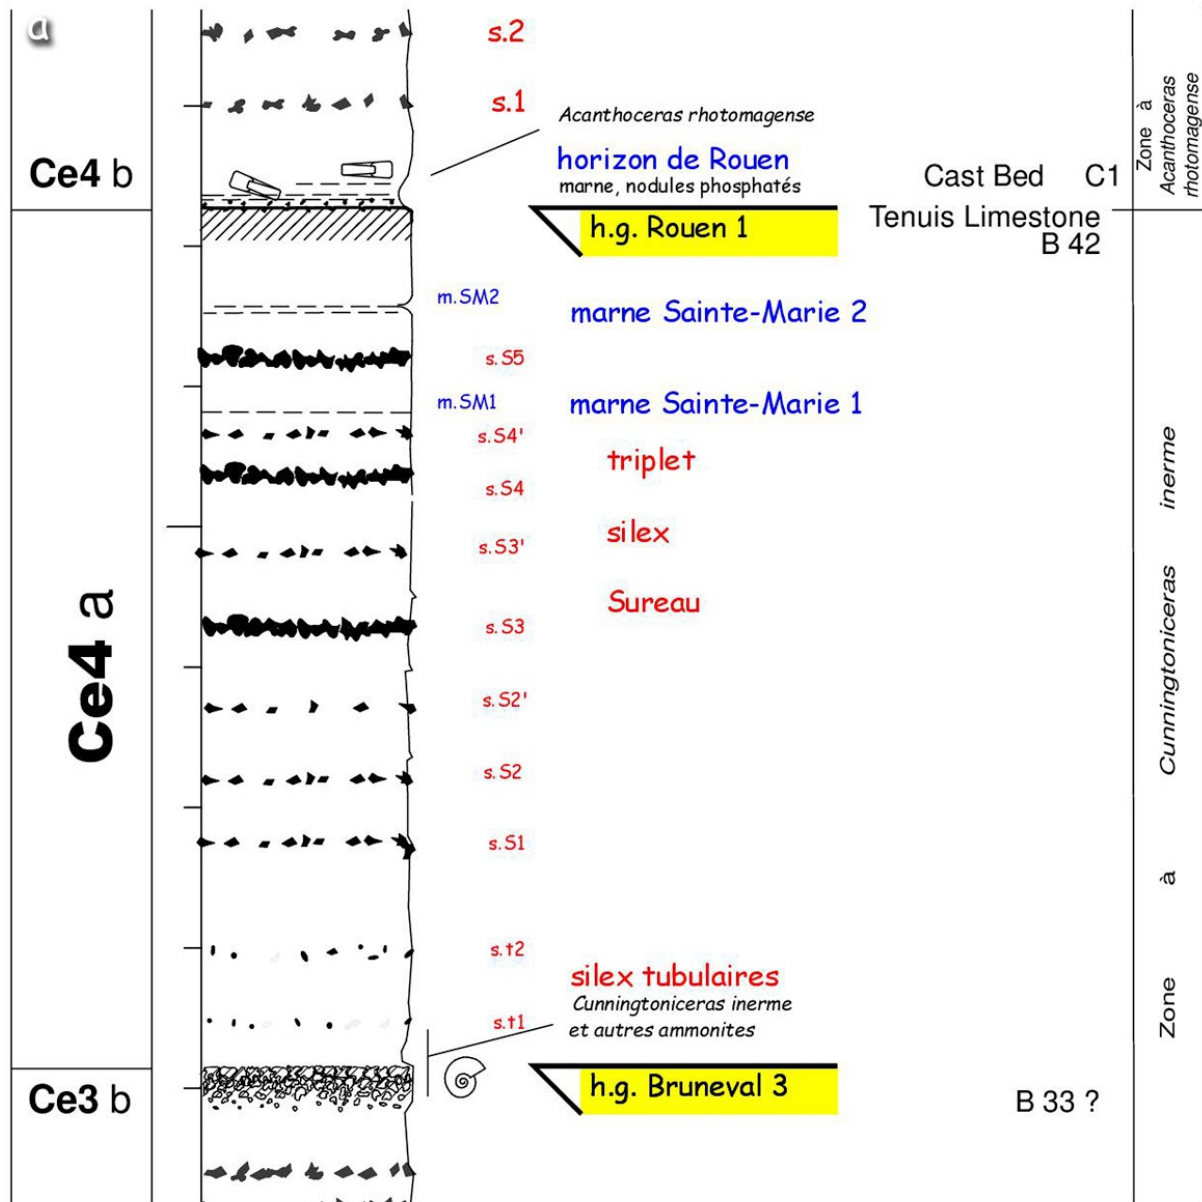 a
s.2
s.1
Acanthoceras rhotomagense
Zone à
Acanthoceras
rhotomagense
horizon de Rouen
marne, nodules phosphatés
Ce4 b
Cast Bed C1
h.g. Rouen 1
Tenuis Limestone
B 42
m.SM2
marne Sainte-Marie 2
s.S5
m.SM1
marne Sainte-Marie 1
s.S4'
triplet
s.S4
silex
s.S3'
Sureau
s.S3
Ce4 a
s.S2'
s.S2
s.S1
Zone à Cunningtoniceras inerme
s.t2
silex tubulaires
Cunningtoniceras inerme
et autres ammonites
s.t1
Ce3 b
h.g. Bruneval 3
B 33 ?